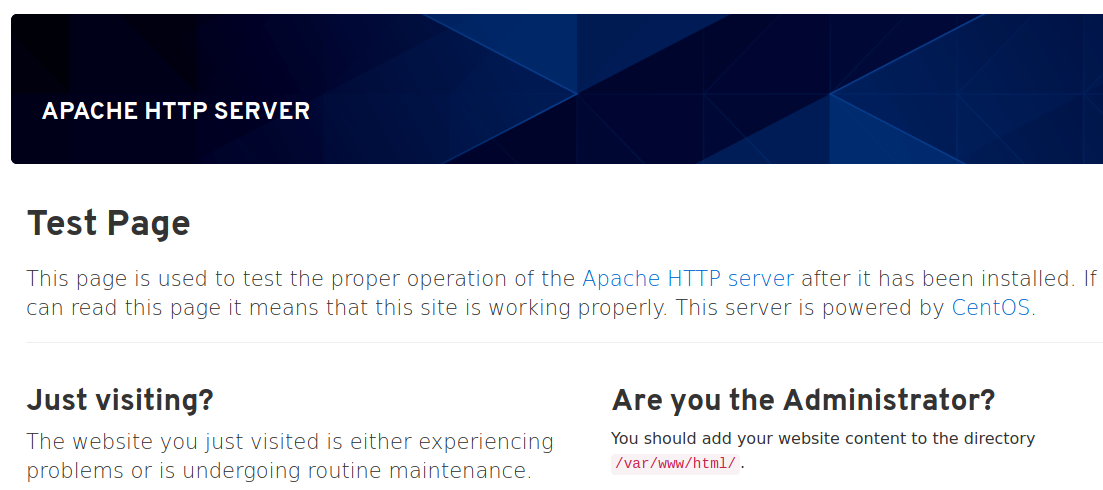 APACHE HTTP SERVER
Test Page
This page is used to test the proper operation of the Apache HTTP server after it has been installed. If
can read this page it means that this site is working properly. This server is powered by CentOS.
Just visiting?
The website you just visited is either experiencing
problems or is undergoing routine maintenance.
Are you the Administrator?
You should add your website content to the directory
/var/www/html/.